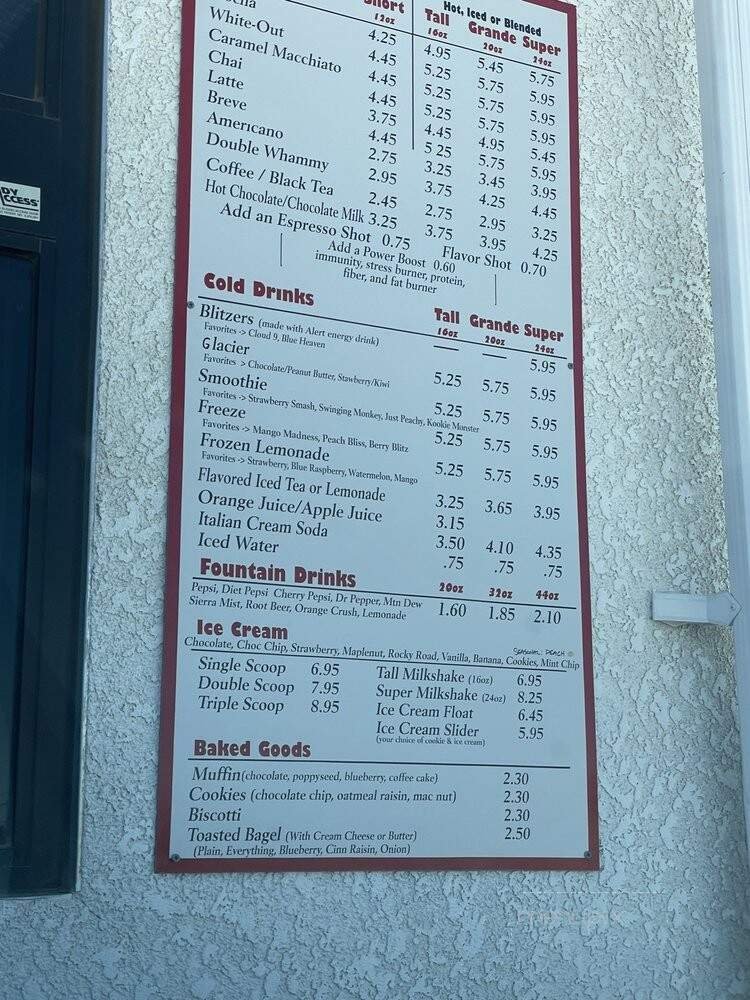 Hot, Iced or Blended
Short Tall Grande Super
12oz 16oz 20oz 24oz
cha 4.25 4.95 5.45 5.75
White-Out 4.45 5.25 5.75 5.95
Caramel Macchiato 4.45 5.25 5.75 5.95
Chai 4.45 5.25 5.75 5.95
Latte 3.75 4.45 4.95 5.45
Breve 4.45 5.25 5.75 5.95
Americano 2.75 3.25 3.45 3.95
Double Whammy 2.95 3.75 4.25 4.45
Coffee / Black Tea 2.45 2.75 2.95 3.25
Hot Chocolate/Chocolate Milk 3.25 3.75 3.95 4.25
Add an Espresso Shot 0.75 Flavor Shot 0.70
Add a Power Boost 0.60
immunity, stress burner, protein,
fiber, and fat burner
Cold Drinks Tall Grande Super
16oz 20oz 24oz
Blitzers (made with Alert energy drink) — — 5.95
Favorites -> Cloud 9, Blue Heaven
Glacier 5.25 5.75 5.95
Favorites > Chocolate/Peanut Butter, Stawberry/Kiwi
Smoothie 5.25 5.75 5.95
Favorites -> Strawberry Smash, Swinging Monkey, Just Peachy, Kookie Monster
Freeze 5.25 5.75 5.95
Favorites -> Mango Madness, Peach Bliss, Berry Blitz
Frozen Lemonade 5.25 5.75 5.95
Favorites -> Strawberry, Blue Raspberry, Watermelon, Mango
Flavored Iced Tea or Lemonade 3.25 3.65 3.95
Orange Juice/Apple Juice 3.15
Italian Cream Soda 3.50 4.10 4.35
Iced Water .75 .75 .75
Fountain Drinks 20oz 32oz 44oz
Pepsi, Diet Pepsi Cherry Pepsi, Dr Pepper, Mtn Dew 1.60 1.85 2.10
Sierra Mist, Root Beer, Orange Crush, Lemonade
Ice Cream SEASONAL: PEACH
Chocolate, Choc Chip, Strawberry, Maplenut, Rocky Road, Vanilla, Banana, Cookies, Mint Chip
Single Scoop 6.95 Tall Milkshake (16oz) 6.95
Double Scoop 7.95 Super Milkshake (24oz) 8.25
Triple Scoop 8.95 Ice Cream Float 6.45
Ice Cream Slider 5.95
(your choice of cookie & ice cream)
Baked Goods
Muffin(chocolate, poppyseed, blueberry, coffee cake) 2.30
Cookies (chocolate chip, oatmeal raisin, mac nut) 2.30
Biscotti 2.30
Toasted Bagel (With Cream Cheese or Butter) 2.50
(Plain, Everything, Blueberry, Cinn Raisin, Onion)